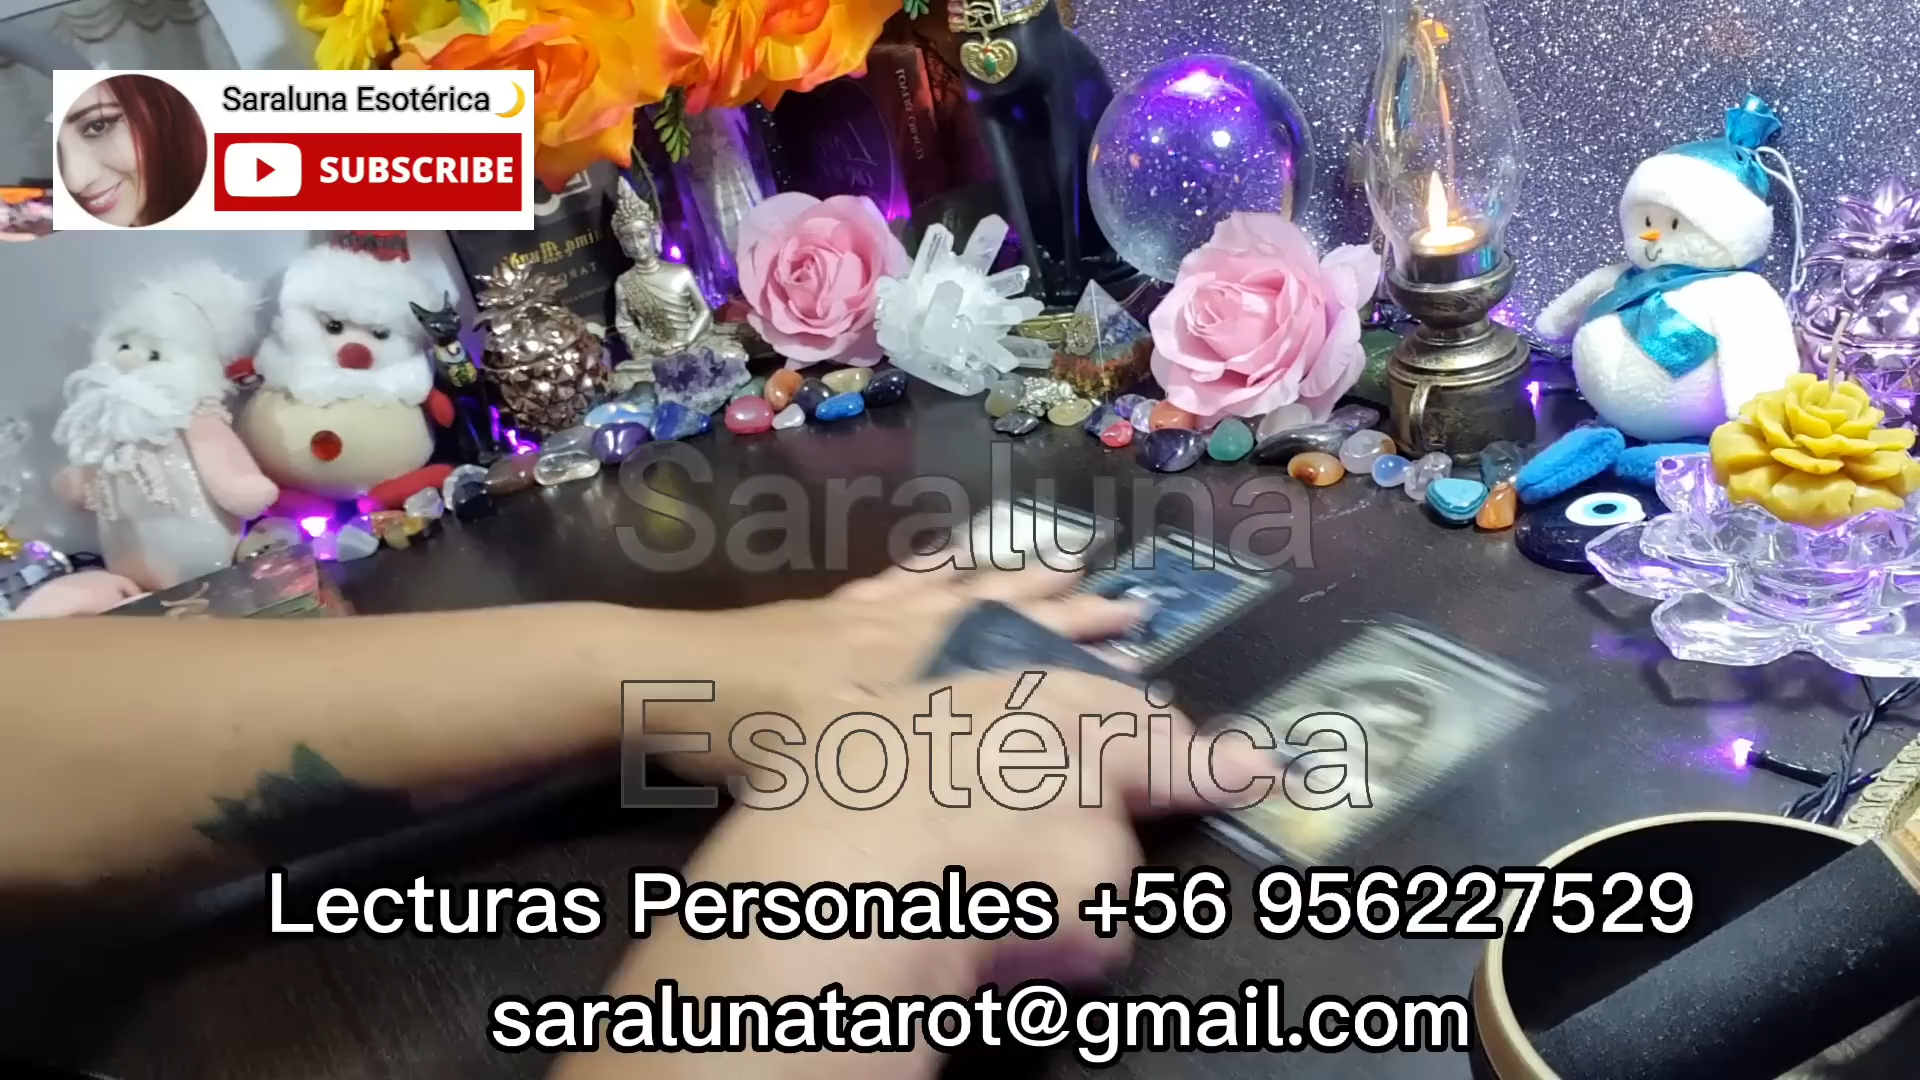 Saraluna Esotérica🌙
SUBSCRIBE
Saraluna
Esotérica
Lecturas Personales +56 956227529
saralunatarot@gmail.com